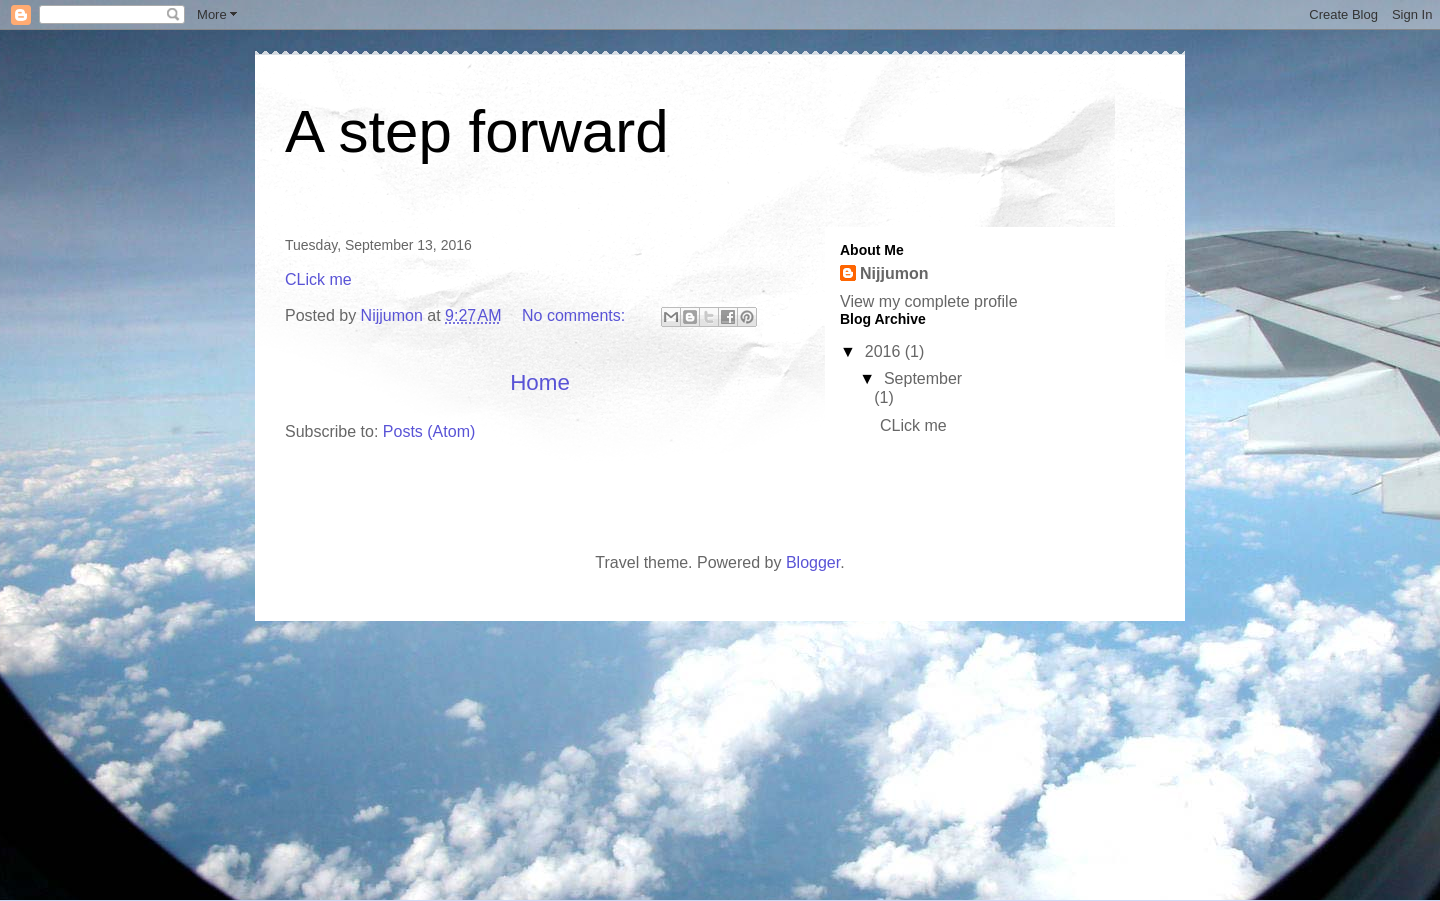 More
Create Blog
Sign In
A step forward
Tuesday, September 13, 2016
CLick me
Posted by Nijjumon at 9:27 AM No comments:
Home
Subscribe to: Posts (Atom)
About Me
Nijjumon
View my complete profile
Blog Archive
▼ 2016 (1)
▼ September
(1)
CLick me
Travel theme. Powered by Blogger.